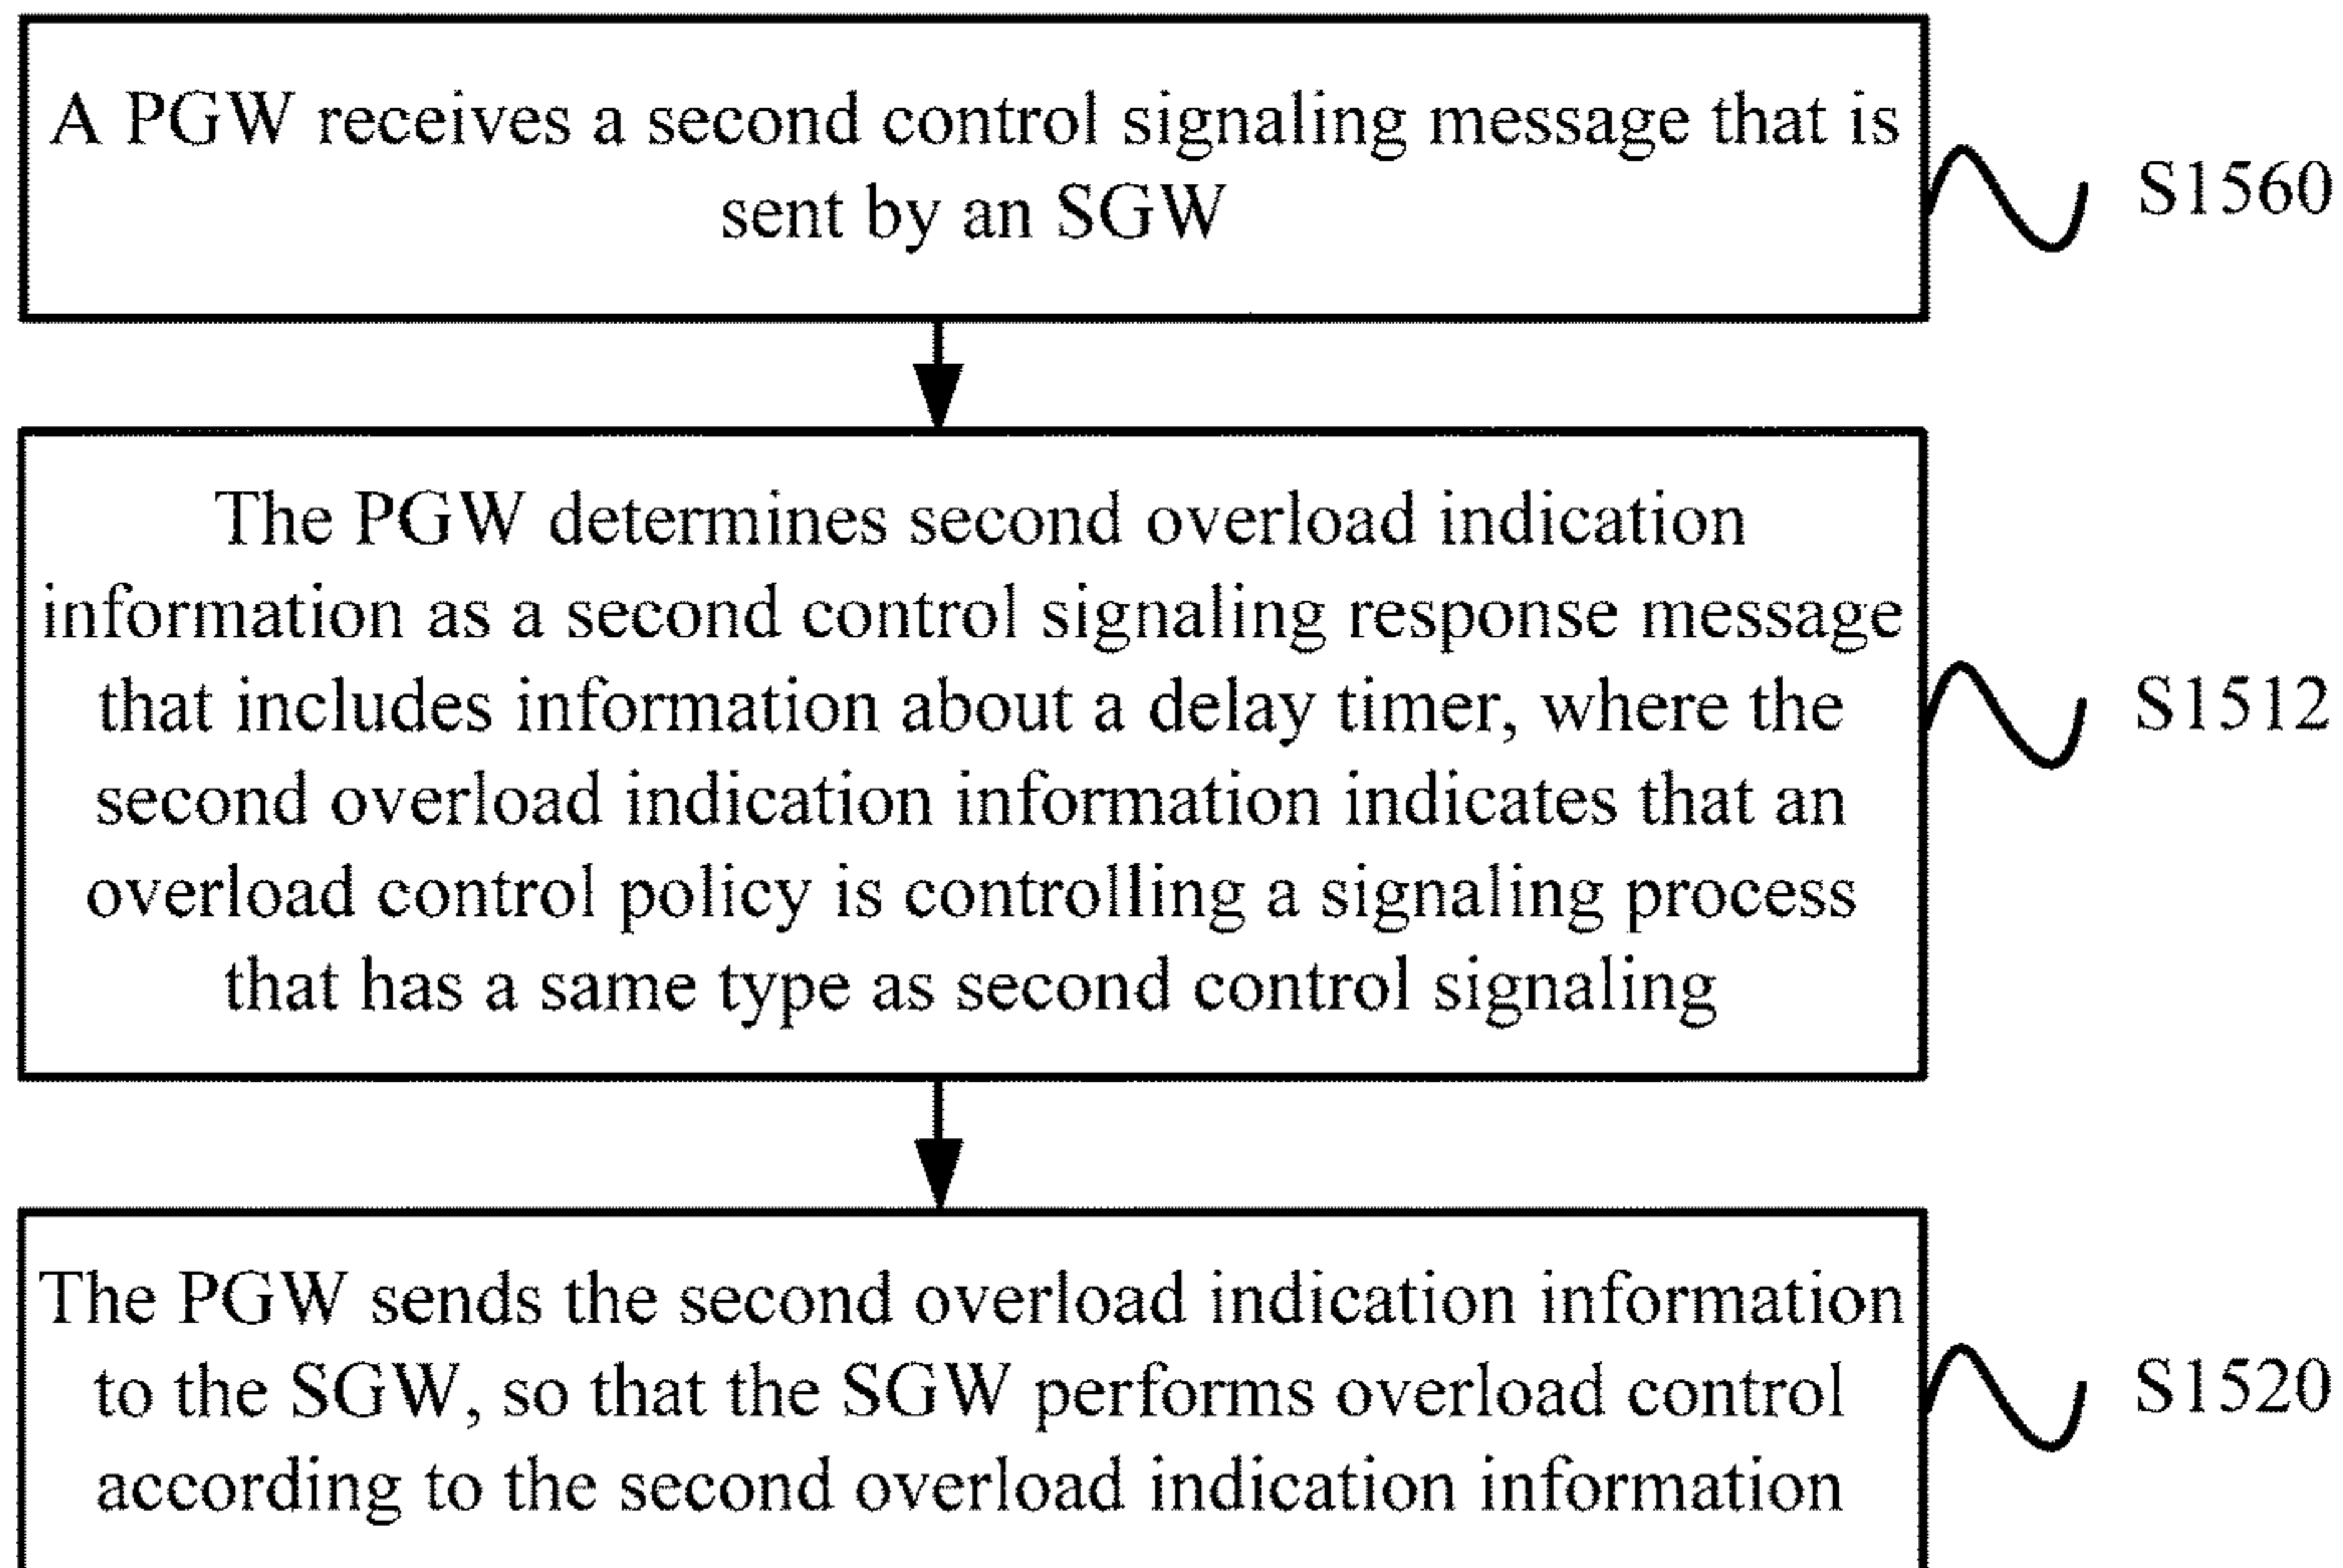 A PGW receives a second control signaling message that is
sent by an SGW
S1560
The PGW determines second overload indication
information as a second control signaling response message
that includes information about a delay timer, where the
second overload indication information indicates that an
overload control policy is controlling a signaling process
that has a same type as second control signaling
S1512
The PGW sends the second overload indication information
to the SGW, so that the SGW performs overload control
according to the second overload indication information
S1520